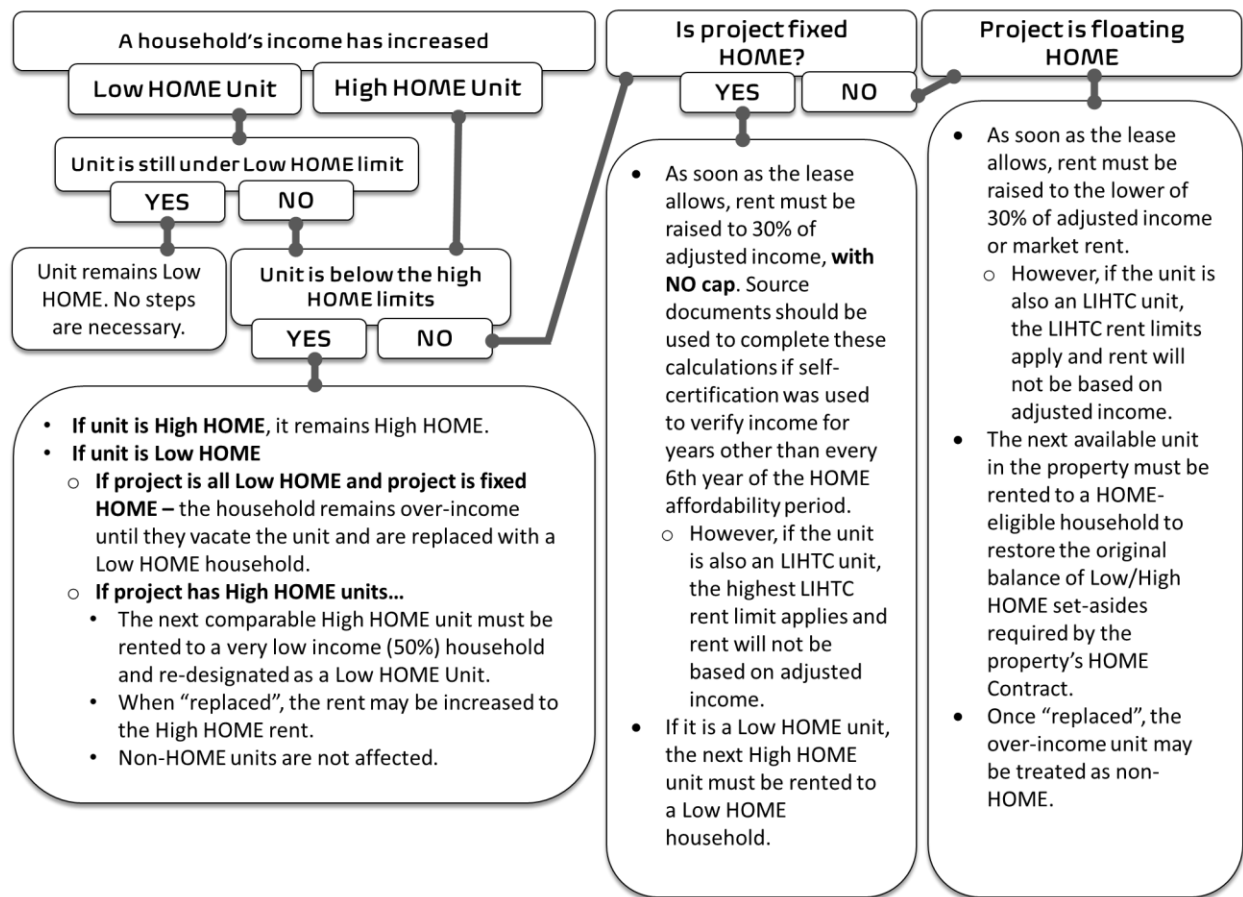 A household's income has increased
Low HOME Unit
High HOME Unit
Unit is still under Low HOME limit
YES
NO
Unit remains Low
HOME. No steps
are necessary.
Unit is below the high
HOME limits
YES
NO
• If unit is High HOME, it remains High HOME.
• If unit is Low HOME
o If project is all Low HOME and project is fixed
HOME – the household remains over-income
until they vacate the unit and are replaced with a
Low HOME household.
o If project has High HOME units...
• The next comparable High HOME unit must be
rented to a very low income (50%) household
and re-designated as a Low HOME Unit.
• When “replaced”, the rent may be increased to
the High HOME rent.
• Non-HOME units are not affected.
Is project fixed
HOME?
YES
NO
• As soon as the lease
allows, rent must be
raised to 30% of
adjusted income, with
NO cap. Source
documents should be
used to complete these
calculations if self-
certification was used
to verify income for
years other than every
6th year of the HOME
affordability period.
o However, if the unit
is also an LIHTC unit,
the highest LIHTC
rent limit applies and
rent will not be
based on adjusted
income.
• If it is a Low HOME unit,
the next High HOME
unit must be rented to
a Low HOME
household.
Project is floating
HOME
• As soon as the lease
allows, rent must be
raised to the lower of
30% of adjusted income
or market rent.
o However, if the unit is
also an LIHTC unit,
the LIHTC rent limits
apply and rent will
not be based on
adjusted income.
• The next available unit
in the property must be
rented to a HOME-
eligible household to
restore the original
balance of Low/High
HOME set-asides
required by the
property's HOME
Contract.
• Once “replaced”, the
over-income unit may
be treated as non-
HOME.